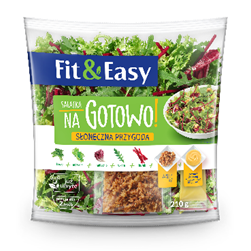 Fit&Easy
SAŁATKA
NA GOTOWO!
SŁONECZNA PRZYGODA
210 g